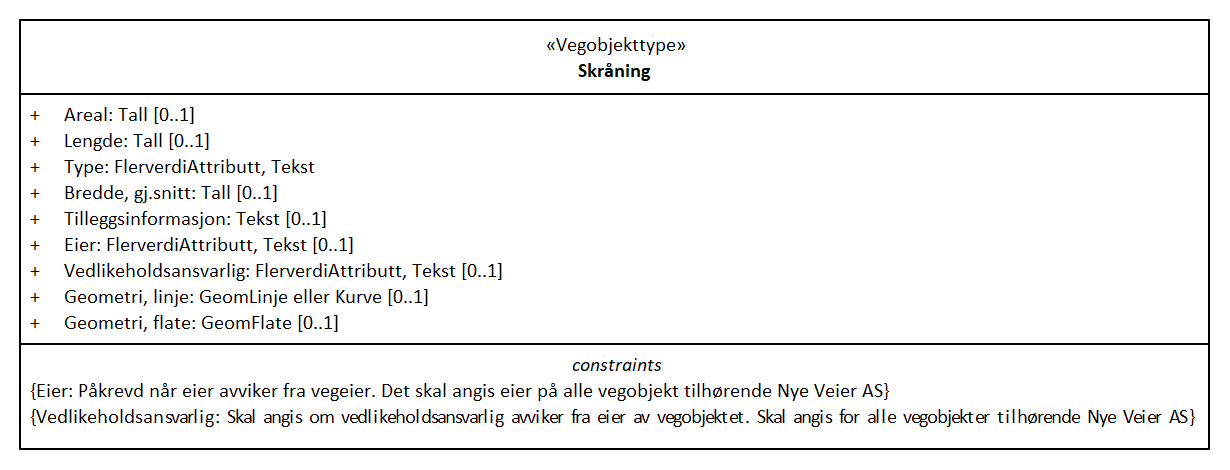 «Vegobjekttype»
Skråning
+ Areal: Tall [0..1]
+ Lengde: Tall [0..1]
+ Type: FlerverdiAttributt, Tekst
+ Bredde, gj.snitt: Tall [0..1]
+ Tilleggsinformasjon: Tekst [0..1]
+ Eier: FlerverdiAttributt, Tekst [0..1]
+ Vedlikeholdsansvarlig: FlerverdiAttributt, Tekst [0..1]
+ Geometri, linje: GeomLinje eller Kurve [0..1]
+ Geometri, flate: GeomFlate [0..1]
constraints
{Eier: Påkrevd når eier avviker fra vegeier. Det skal angis eier på alle vegobjekt tilhørende Nye Veier AS}
{Vedlikeholdsansvarlig: Skal angis om vedlikeholdsansvarlig avviker fra eier av vegobjektet. Skal angis for alle vegobjekter tilhørende Nye Veier AS}